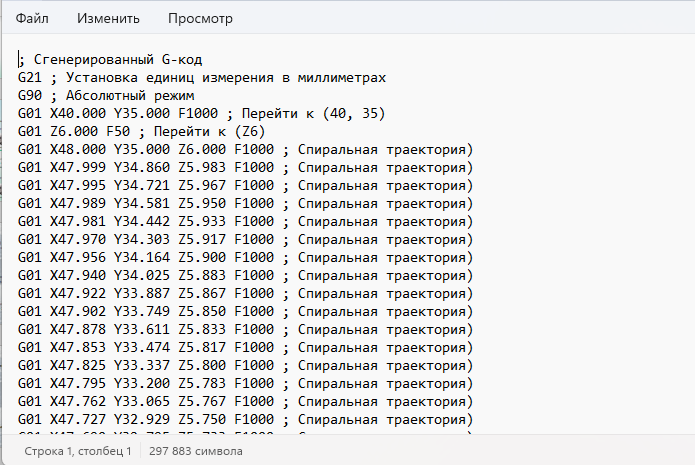 Файл Изменить Просмотр
; Сгенерированный G-код
G21 ; Установка единиц измерения в миллиметрах
G90 ; Абсолютный режим
G01 X40.000 Y35.000 F1000 ; Перейти к (40, 35)
G01 Z6.000 F50 ; Перейти к (Z6)
G01 X48.000 Y35.000 Z6.000 F1000 ; Спиральная траектория)
G01 X47.999 Y34.860 Z5.983 F1000 ; Спиральная траектория)
G01 X47.995 Y34.721 Z5.967 F1000 ; Спиральная траектория)
G01 X47.989 Y34.581 Z5.950 F1000 ; Спиральная траектория)
G01 X47.981 Y34.442 Z5.933 F1000 ; Спиральная траектория)
G01 X47.970 Y34.303 Z5.917 F1000 ; Спиральная траектория)
G01 X47.956 Y34.164 Z5.900 F1000 ; Спиральная траектория)
G01 X47.940 Y34.025 Z5.883 F1000 ; Спиральная траектория)
G01 X47.922 Y33.887 Z5.867 F1000 ; Спиральная траектория)
G01 X47.902 Y33.749 Z5.850 F1000 ; Спиральная траектория)
G01 X47.878 Y33.611 Z5.833 F1000 ; Спиральная траектория)
G01 X47.853 Y33.474 Z5.817 F1000 ; Спиральная траектория)
G01 X47.825 Y33.337 Z5.800 F1000 ; Спиральная траектория)
G01 X47.795 Y33.200 Z5.783 F1000 ; Спиральная траектория)
G01 X47.762 Y33.065 Z5.767 F1000 ; Спиральная траектория)
G01 X47.727 Y32.929 Z5.750 F1000 ; Спиральная траектория)
Строка 1, столбец 1 297 883 символа